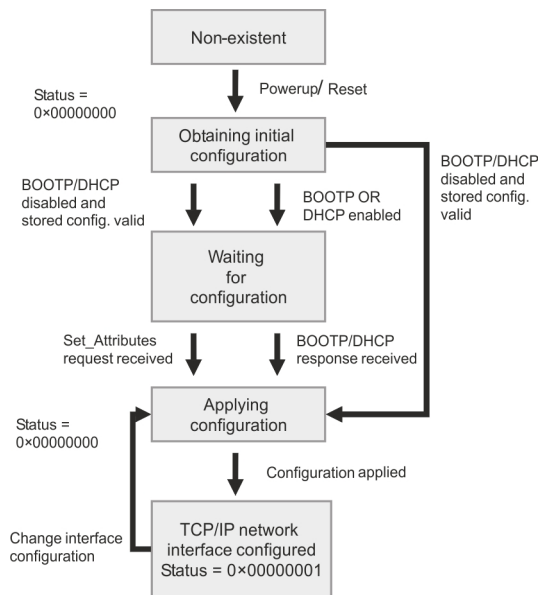 Non-existent
Powerup/ Reset
Status =
0×00000000
Obtaining initial
configuration
BOOTP/DHCP
disabled and
stored config. valid
BOOTP OR
DHCP enabled
BOOTP/DHCP
disabled and
stored config.
valid
Waiting
for
configuration
Set_Attributes
request received
BOOTP/DHCP
response received
Applying
configuration
Status =
0×00000000
Configuration applied
Change interface
configuration
TCP/IP network
interface configured
Status = 0×00000001